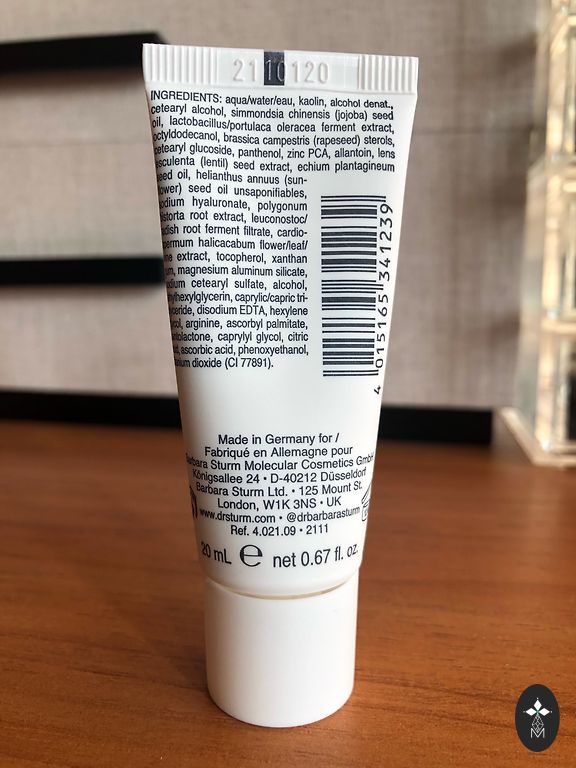 2110120
INGREDIENTS: aqua/water/eau, kaolin, alcohol denat.,
cetearyl alcohol, simmondsia chinensis (jojoba) seed
oil, lactobacillus/portulaca oleracea ferment extract,
octyldodecanol, brassica campestris (rapeseed) sterols,
cetearyl glucoside, panthenol, zinc PCA, allantoin, lens
esculenta (lentil) seed extract, echium plantagineum
seed oil, helianthus annuus (sun-
flower) seed oil unsaponifiables,
sodium hyaluronate, polygonum
bistorta root extract, leuconostoc/
radish root ferment filtrate, cardio-
spermum halicacabum flower/leaf/
vine extract, tocopherol, xanthan
gum, magnesium aluminum silicate,
sodium cetearyl sulfate, alcohol,
ethylhexylglycerin, caprylic/capric tri-
glyceride, disodium EDTA, hexylene
glycol, arginine, ascorbyl palmitate,
pantolactone, caprylyl glycol, citric
acid, ascorbic acid, phenoxyethanol,
titanium dioxide (CI 77891).
4 015165 341239
Made in Germany for /
Fabriqué en Allemagne pour
Barbara Sturm Molecular Cosmetics GmbH
Königsallee 24 • D-40212 Düsseldorf
Barbara Sturm Ltd. • 125 Mount St.
London, W1K 3NS • UK
www.drsturm.com • @drbarbarasturm
Ref. 4.021.09 • 2111
20 mL e net 0.67 fl. oz.
M